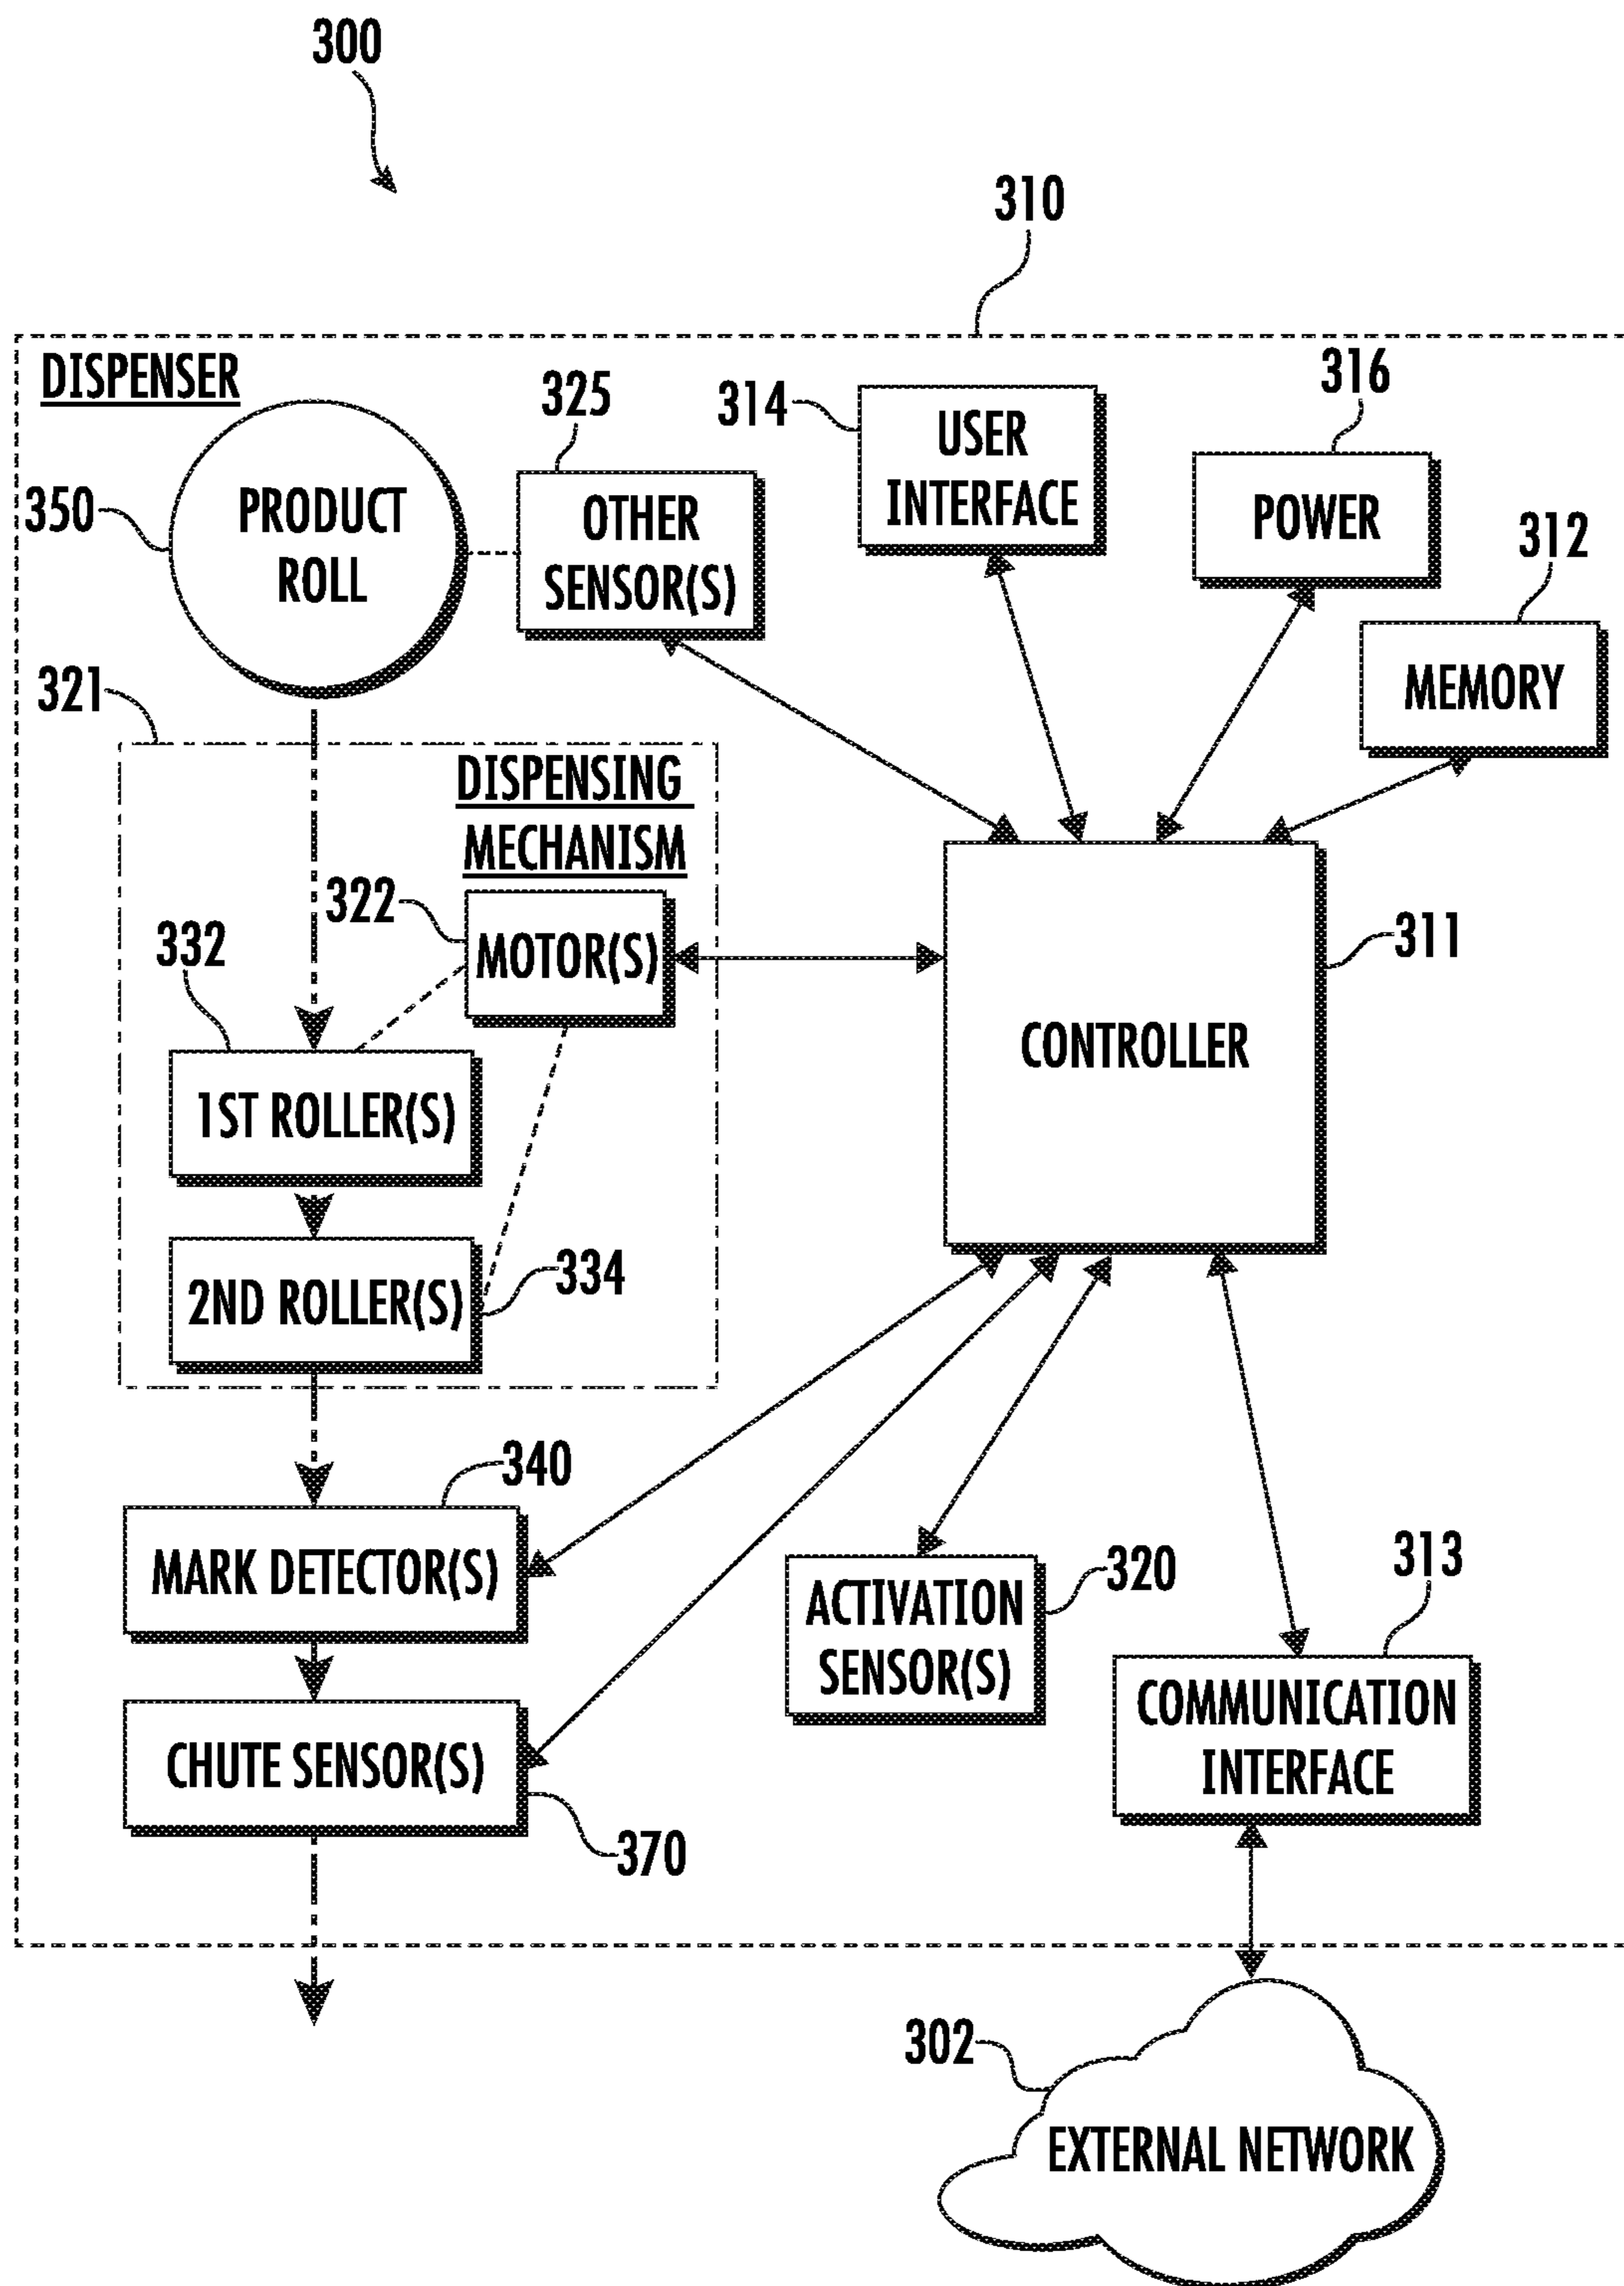 300
310
DISPENSER
325
314
316
USER
INTERFACE
350
PRODUCT
ROLL
OTHER
SENSOR(S)
POWER
312
321
MEMORY
DISPENSING
MECHANISM
322
332
MOTOR(S)
311
CONTROLLER
1ST ROLLER(S)
2ND ROLLER(S)
334
340
MARK DETECTOR(S)
ACTIVATION
SENSOR(S)
320
313
COMMUNICATION
INTERFACE
CHUTE SENSOR(S)
370
302
EXTERNAL NETWORK